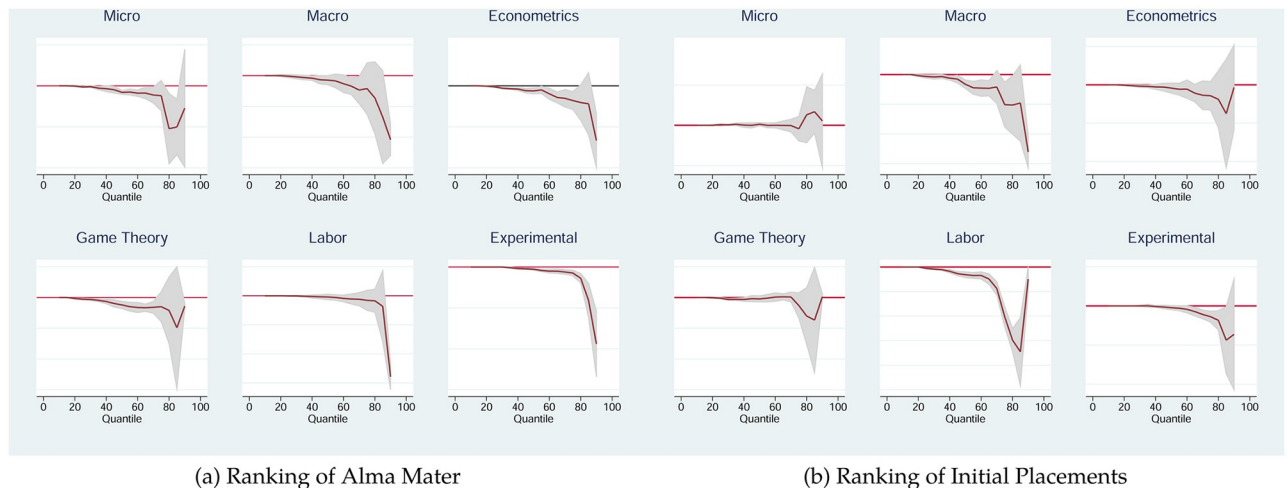 Micro Macro Econometrics Micro Macro Econometrics
0 20 40 60 80 100 0 20 40 60 80 100 0 20 40 60 80 100 0 20 40 60 80 100 0 20 40 60 80 100 0 20 40 60 80 100
Quantile Quantile Quantile Quantile Quantile Quantile
Game Theory Labor Experimental Game Theory Labor Experimental
0 20 40 60 80 100 0 20 40 60 80 100 0 20 40 60 80 100 0 20 40 60 80 100 0 20 40 60 80 100 0 20 40 60 80 100
Quantile Quantile Quantile Quantile Quantile Quantile
(a) Ranking of Alma Mater (b) Ranking of Initial Placements